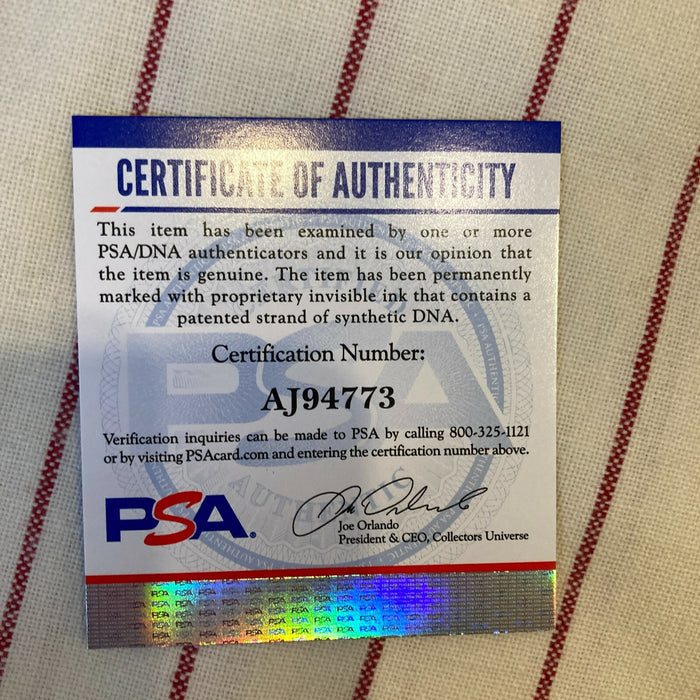 CERTIFICATE OF AUTHENTICITY
This item has been examined by one or more
PSA/DNA authenticators and it is our opinion that
the item is genuine. The item has been permanently
marked with proprietary invisible ink that contains a
patented strand of synthetic DNA.
Certification Number:
AJ94773
Verification inquiries can be made to PSA by calling 800-325-1121
or by visiting PSAcard.com and entering the certification number above.
PSA
AUTHENTIC
PSA.
Joe Orlando
President & CEO, Collectors Universe